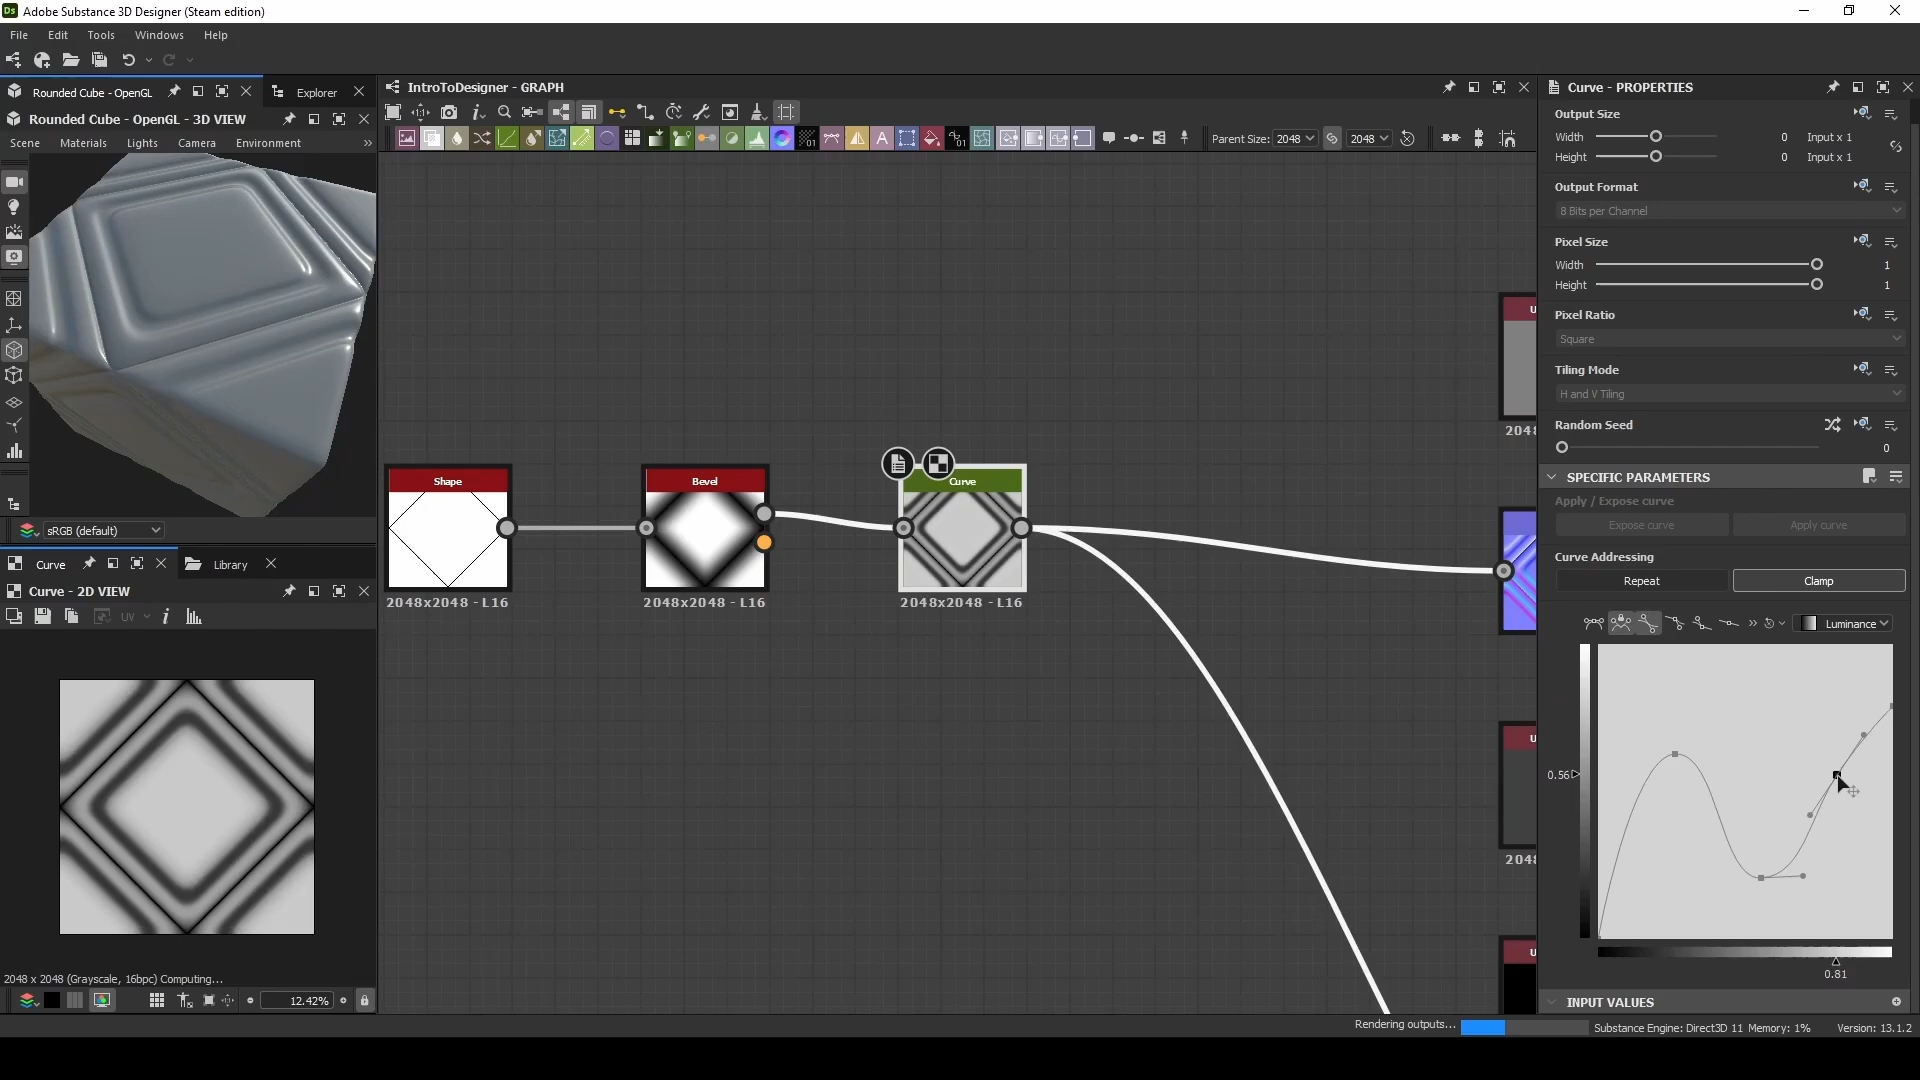 Ds Adobe Substance 3D Designer (Steam edition)
File Edit Tools Windows Help
Rounded Cube - OpenGL
Explorer
Rounded Cube - OpenGL - 3D VIEW
Scene Materials Lights Camera Environment
sRGB (default)
Curve
Library
Curve - 2D VIEW
UV
2048 x 2048 (Grayscale, 16bpc) Computing...
12.42%
IntroToDesigner - GRAPH
Parent Size: 2048 2048
Shape
2048x2048 - L16
Bevel
2048x2048 - L16
Curve
2048x2048 - L16
U
204
U
204
U
Curve - PROPERTIES
Output Size
Width 0 Input x 1
Height 0 Input x 1
Output Format
8 Bits per Channel
Pixel Size
Width 1
Height 1
Pixel Ratio
Square
Tiling Mode
H and V Tiling
Random Seed
0
SPECIFIC PARAMETERS
Apply / Expose curve
Expose curve Apply curve
Curve Addressing
Repeat Clamp
Luminance
0.56
0.81
INPUT VALUES
Rendering outputs... Substance Engine: Direct3D 11 Memory: 1% Version: 13.1.2